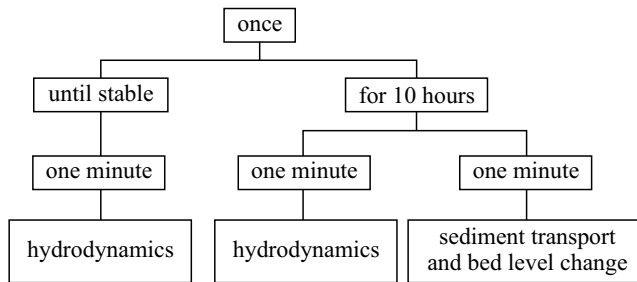 once
until stable
for 10 hours
one minute
one minute
one minute
hydrodynamics
hydrodynamics
sediment transport
and bed level change